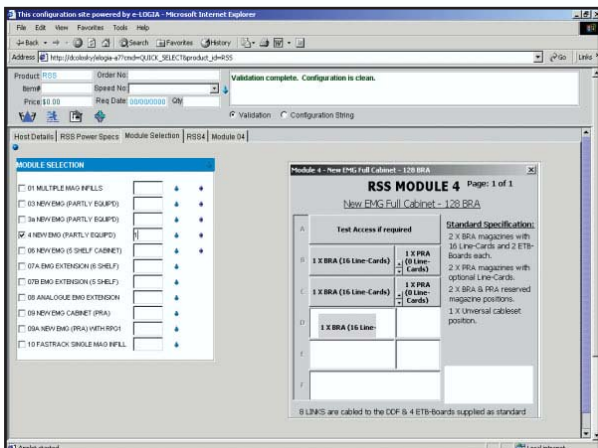 This configuration site powered by e-LOGIA - Microsoft Internet Explorer
File Edit View Favorites Tools Help
Back Search Favorites History
Address http://dcolesky/elogia-a7?cmd=QUICK_SELECT&product_id=RSS Go Links
Product RSS Order No:
Item# Speed No:
Price $0.00 Req Date 00/00/0000 Qty
Validation complete. Configuration is clean.
Validation Configuration String
Host Details RSS Power Specs Module Selection RSS4 Module 04
MODULE SELECTION
01 MULTIPLE MAG INFILLS
03 NEW EMG (PARTLY EQUIPD)
3a NEW EMG (PARTLY EQUIPD)
4 NEW EMG (PARTLY EQUIPD) 1
06 NEW EMG (5 SHELF CABINET)
07A EMG EXTENSION (6 SHELF)
07B EMG EXTENSION (5 SHELF)
08 ANALOGUE EMG EXTENSION
09 NEW EMG CABINET (PRA)
09A NEW EMG (PRA) WITH RPG1
10 FASTRACK SINGLE MAG INFILL
Module 4 - New EMG Full Cabinet - 128 BRA
RSS MODULE 4 Page: 1 of 1
New EMG Full Cabinet - 128 BRA
A Test Access if required
B 1 X BRA (16 Line-Cards) 1 X PRA (0 Line-Cards)
C 1 X BRA (16 Line-Cards) 1 X PRA (0 Line-Cards)
D 1 X BRA (16 Line-
E
F
Standard Specification:
2 X BRA magazines with
16 Line-Cards and 2 ETB-
Boards each.
2 X PRA magazines with
optional Line-Cards.
2 X BRA & PRA reserved
magazine positions.
1 X Unversal cableset
position.
8 LINKS are cabled to the DDF & 4 ETB-Boards supplied as standard
Applet started
Local intranet